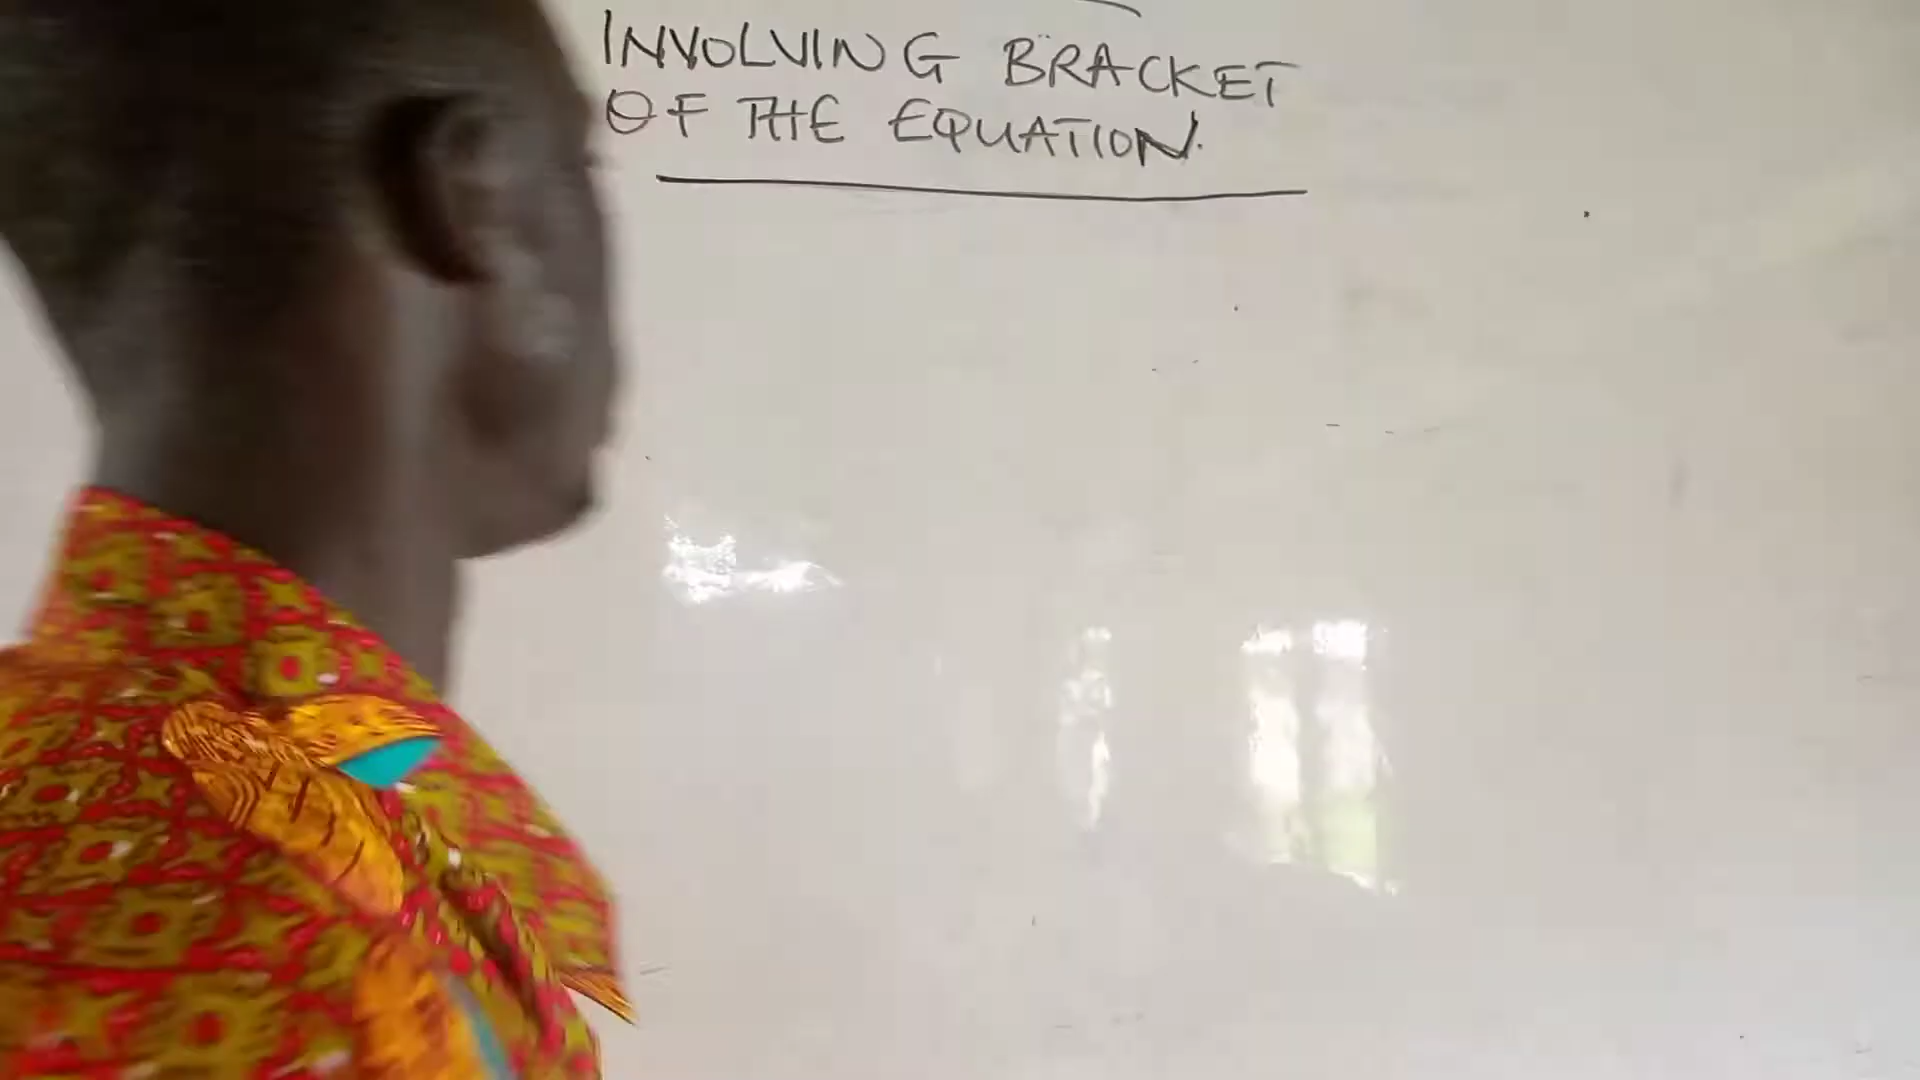 INVOLVING BRACKET
OF THE EQUATION.